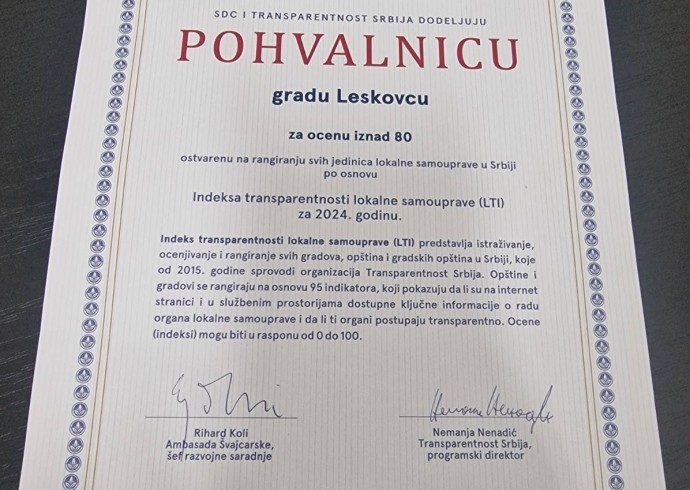 SDC I TRANSPARENTNOST SRBIJA DODELJUJU
POHVALNICU
gradu Leskovcu
za ocenu iznad 80
ostvarenu na rangiranju svih jedinica lokalne samouprave u Srbiji
po osnovu
Indeksa transparentnosti lokalne samouprave (LTI)
za 2024. godinu.
Indeks transparentnosti lokalne samouprave (LTI) predstavlja istraživanje,
ocenjivanje i rangiranje svih gradova, opština i gradskih opština u Srbiji, koje
od 2015. godine sprovodi organizacija Transparentnost Srbija. Opštine i
gradovi se rangiraju na osnovu 95 indikatora, koji pokazuju da li su na internet
stranici i u službenim prostorijama dostupne ključne informacije o radu
organa lokalne samouprave i da li ti organi postupaju transparentno. Ocene
(indeksi) mogu biti u rasponu od 0 do 100.
Rihard Koli
Ambasada Švajcarske,
šef razvojne saradnje
Nemanja Nenadić
Transparentnost Srbija,
programski direktor